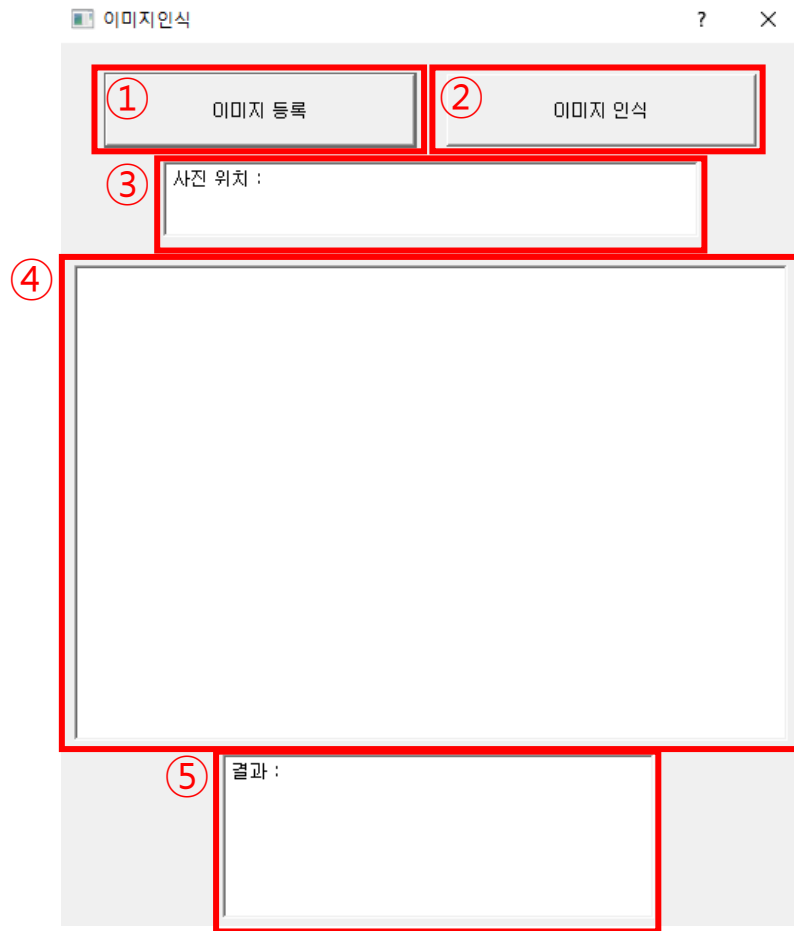 이미지인식 ? ×
① 이미지 등록 ② 이미지 인식
③ 사진 위치 :
④
⑤ 결과 :